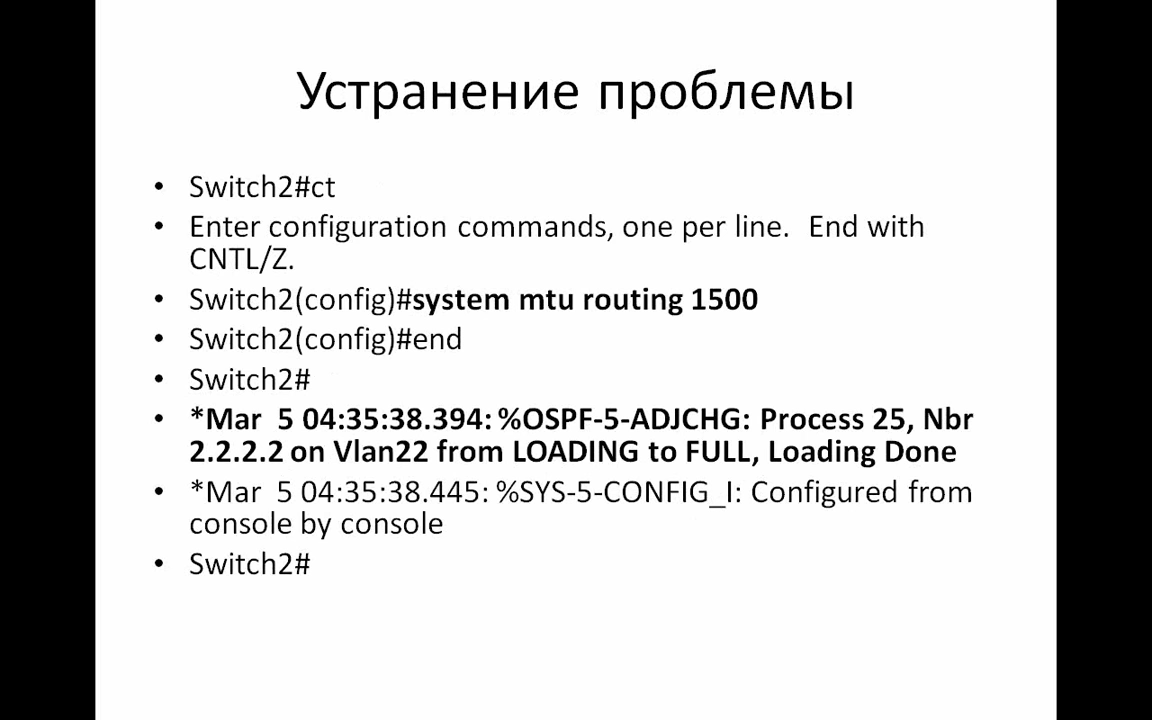 Устранение проблемы
• Switch2#ct
• Enter configuration commands, one per line.  End with
CNTL/Z.
• Switch2(config)#system mtu routing 1500
• Switch2(config)#end
• Switch2#
• *Mar  5 04:35:38.394: %OSPF-5-ADJCHG: Process 25, Nbr
2.2.2.2 on Vlan22 from LOADING to FULL, Loading Done
• *Mar  5 04:35:38.445: %SYS-5-CONFIG_I: Configured from
console by console
• Switch2#